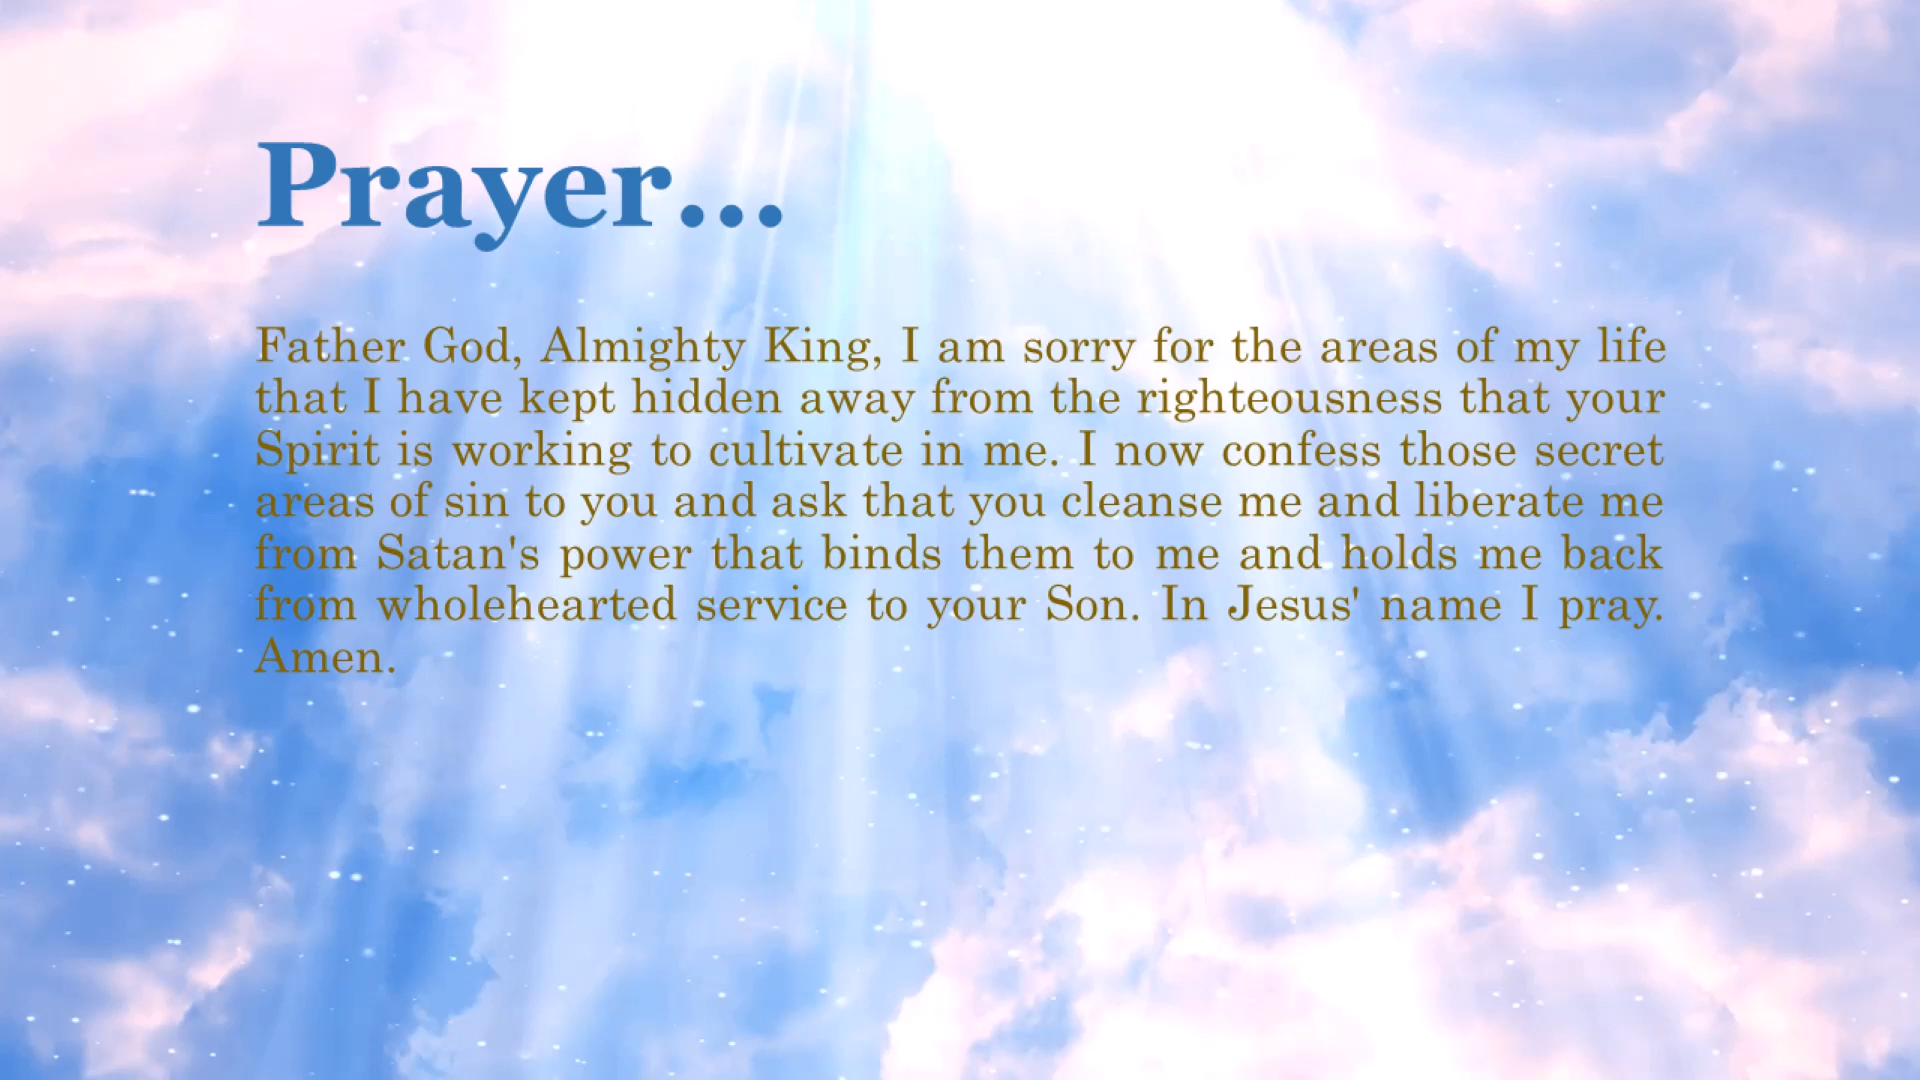 Prayer...
Father God, Almighty King, I am sorry for the areas of my life
that I have kept hidden away from the righteousness that your
Spirit is working to cultivate in me. I now confess those secret
areas of sin to you and ask that you cleanse me and liberate me
from Satan's power that binds them to me and holds me back
from wholehearted service to your Son. In Jesus' name I pray.
Amen.